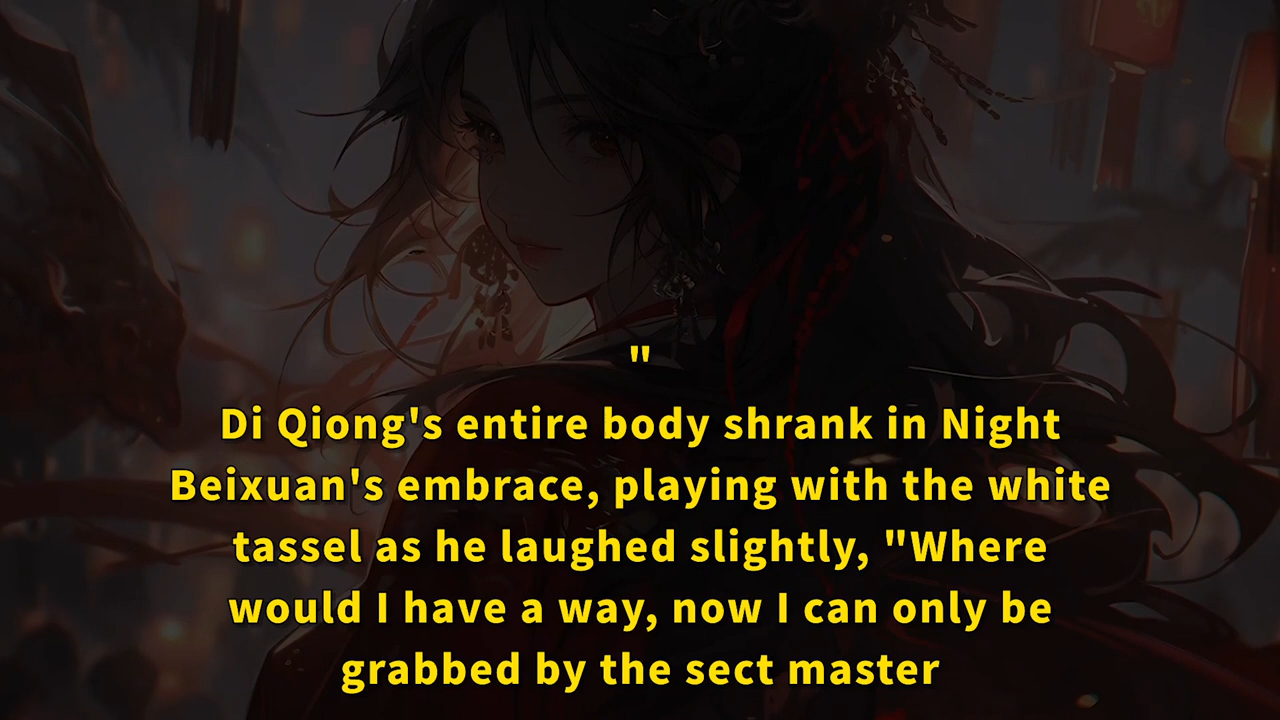 "
Di Qiong's entire body shrank in Night
Beixuan's embrace, playing with the white
tassel as he laughed slightly, "Where
would I have a way, now I can only be
grabbed by the sect master